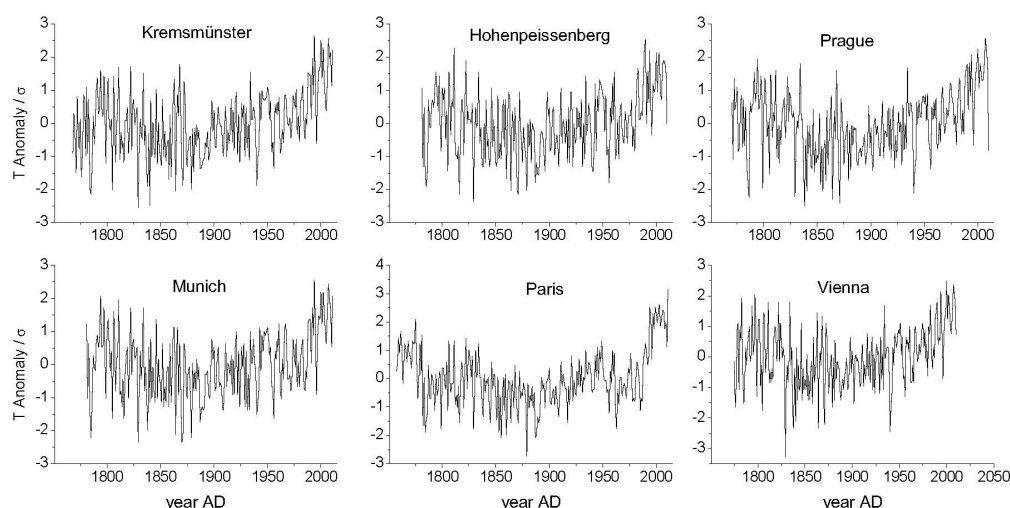 3
2
1
0
-1
-2
-3
T Anomaly / σ
Kremsmünster
1800 1850 1900 1950 2000
3
2
1
0
-1
-2
-3
Hohenpeissenberg
1800 1850 1900 1950 2000
3
2
1
0
-1
-2
-3
Prague
1800 1850 1900 1950 2000
3
2
1
0
-1
-2
-3
T Anomaly / σ
Munich
1800 1850 1900 1950 2000
year AD
4
3
2
1
0
-1
-2
-3
Paris
1800 1850 1900 1950 2000
year AD
3
2
1
0
-1
-2
-3
Vienna
1800 1850 1900 1950 2000 2050
year AD